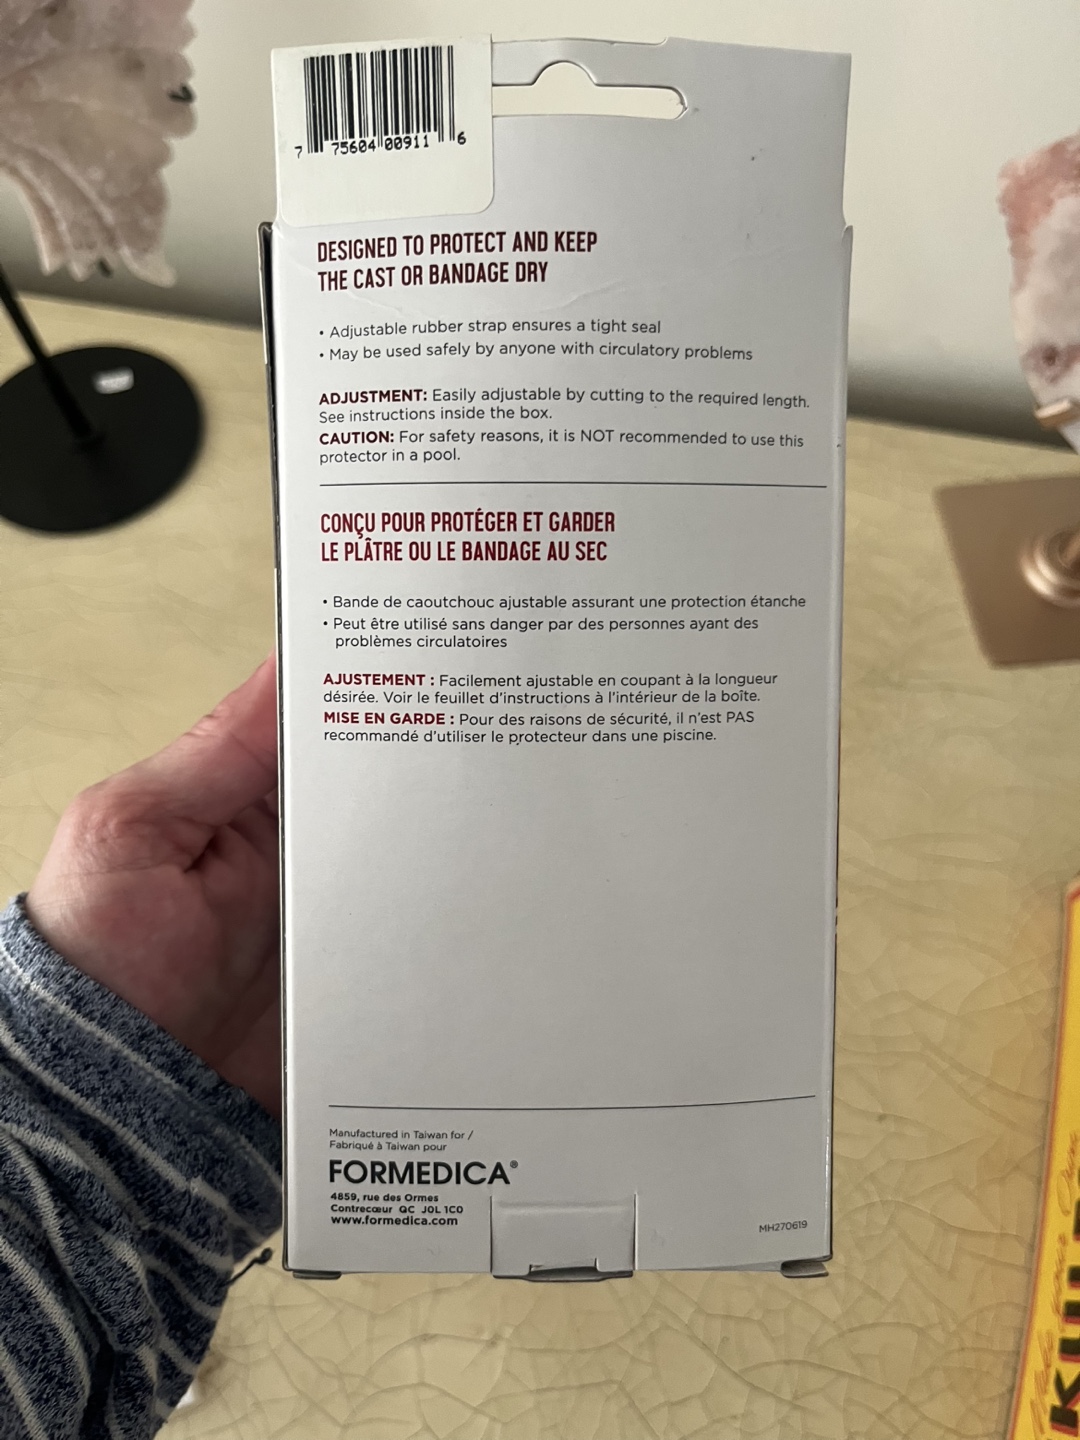 7 75604 00911 6
DESIGNED TO PROTECT AND KEEP
THE CAST OR BANDAGE DRY
• Adjustable rubber strap ensures a tight seal
• May be used safely by anyone with circulatory problems
ADJUSTMENT: Easily adjustable by cutting to the required length.
See instructions inside the box.
CAUTION: For safety reasons, it is NOT recommended to use this
protector in a pool.
CONÇU POUR PROTÉGER ET GARDER
LE PLÂTRE OU LE BANDAGE AU SEC
• Bande de caoutchouc ajustable assurant une protection étanche
• Peut être utilisé sans danger par des personnes ayant des
problèmes circulatoires
AJUSTEMENT : Facilement ajustable en coupant à la longueur
désirée. Voir le feuillet d'instructions à l'intérieur de la boîte.
MISE EN GARDE : Pour des raisons de sécurité, il n'est PAS
recommandé d'utiliser le protecteur dans une piscine.
Manufactured in Taiwan for /
Fabriqué à Taiwan pour
FORMEDICA®
4859, rue des Ormes
Contrecœur QC J0L 1C0
www.formedica.com
MH270619